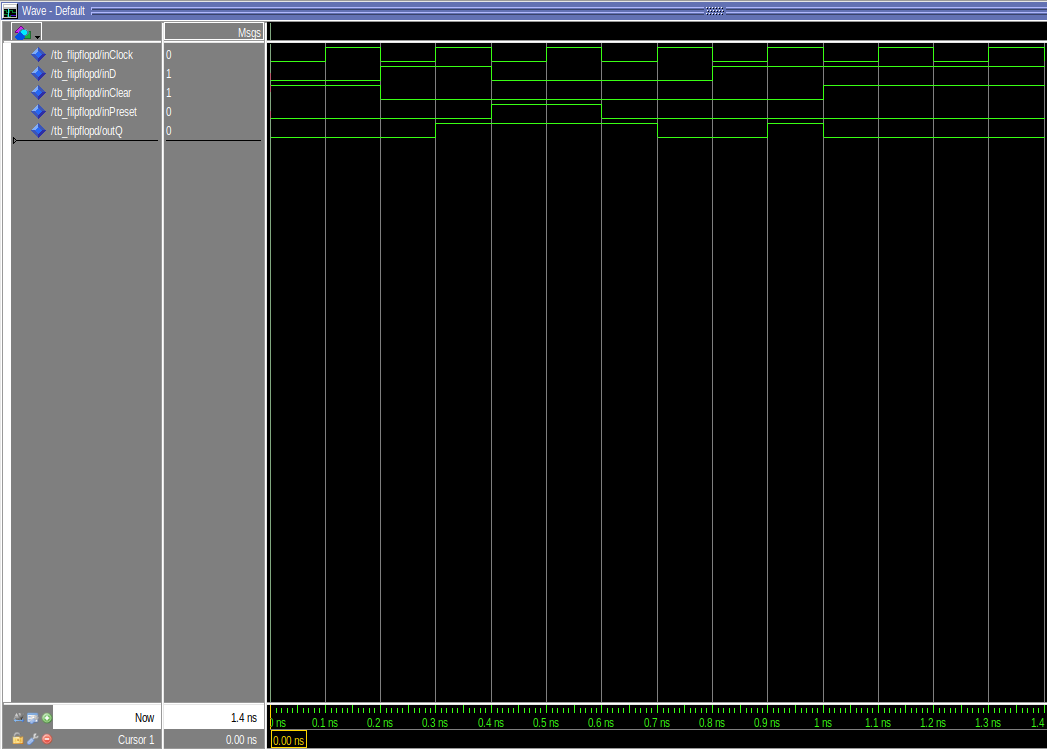 Wave - Default
Msgs
/tb_flipflopd/inClock 0
/tb_flipflopd/inD 1
/tb_flipflopd/inClear 1
/tb_flipflopd/inPreset 0
/tb_flipflopd/outQ 0
Now 1.4 ns
0 ns 0.1 ns 0.2 ns 0.3 ns 0.4 ns 0.5 ns 0.6 ns 0.7 ns 0.8 ns 0.9 ns 1 ns 1.1 ns 1.2 ns 1.3 ns 1.4
Cursor 1 0.00 ns
0.00 ns